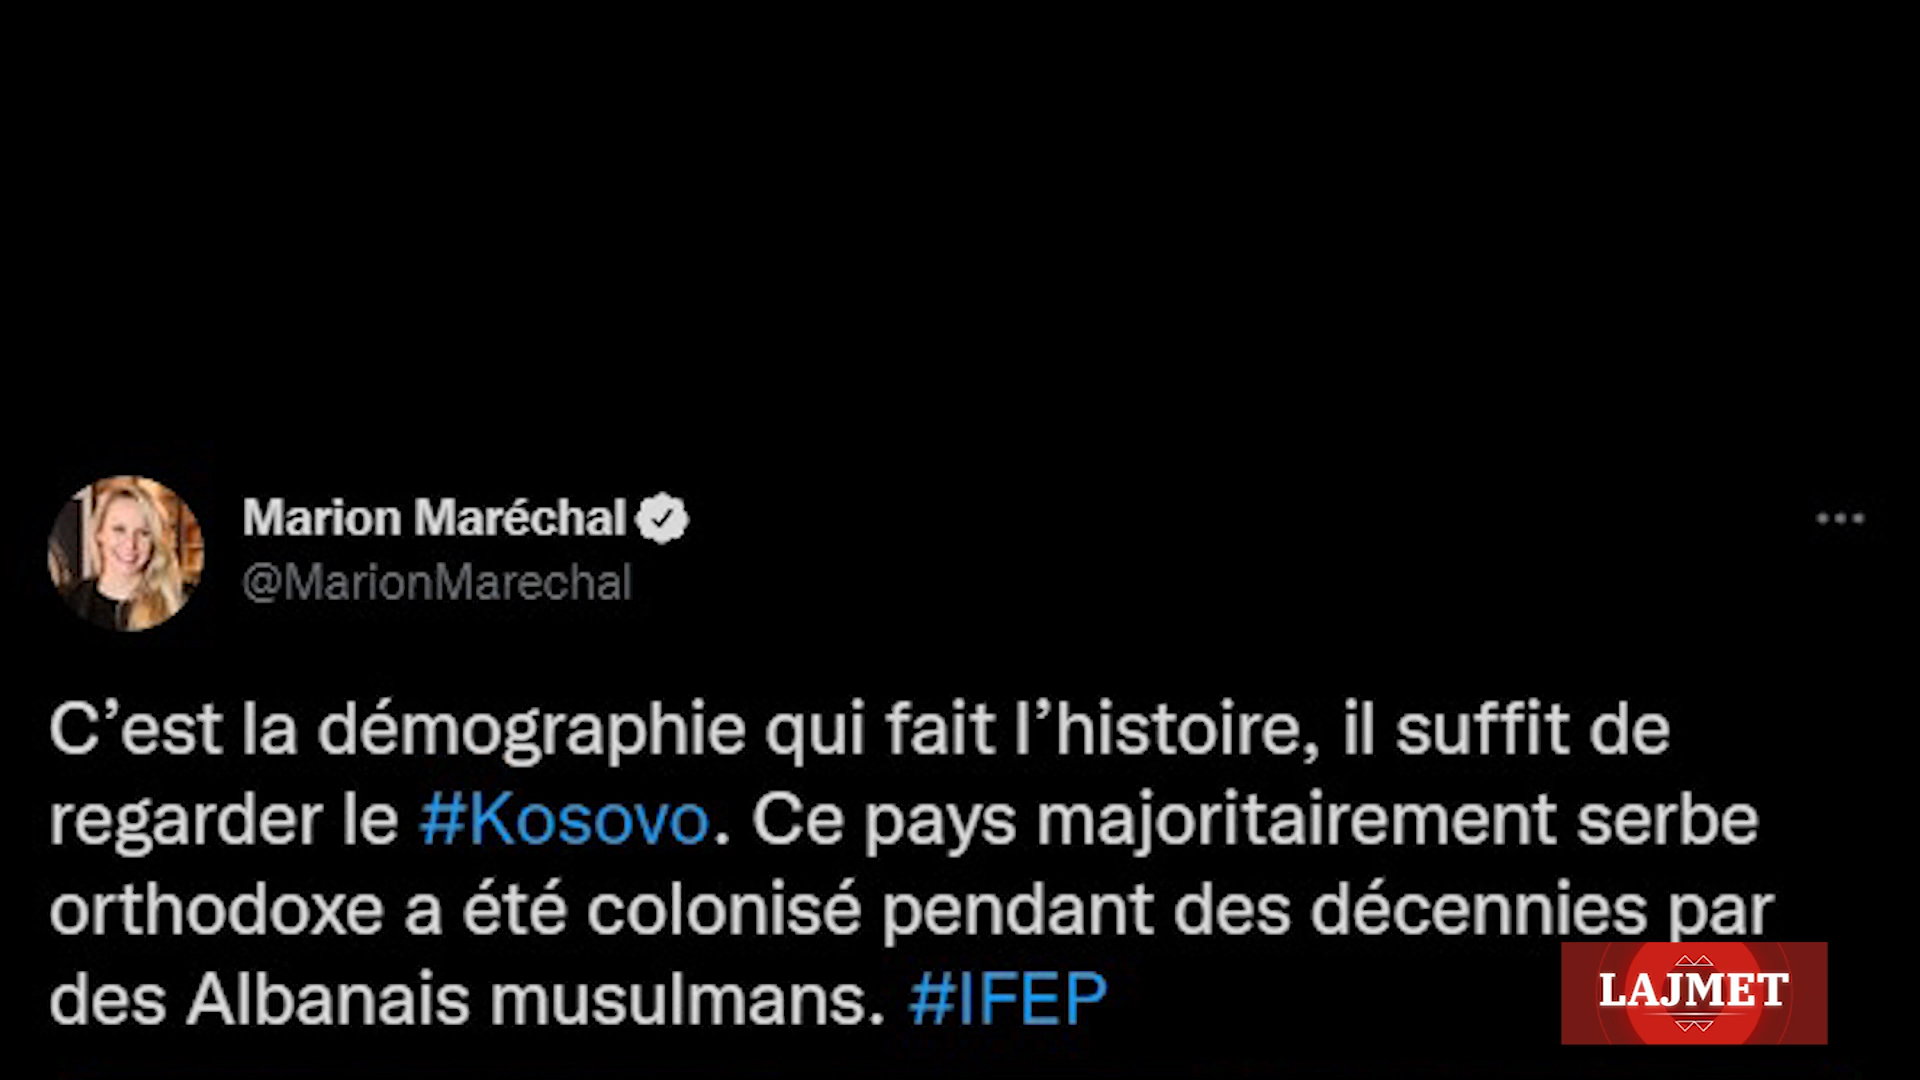 Marion Maréchal
@MarionMarechal
C’est la démographie qui fait l’histoire, il suffit de
regarder le #Kosovo. Ce pays majoritairement serbe
orthodoxe a été colonisé pendant des décennies par
des Albanais musulmans. #IFEP
LAJMET